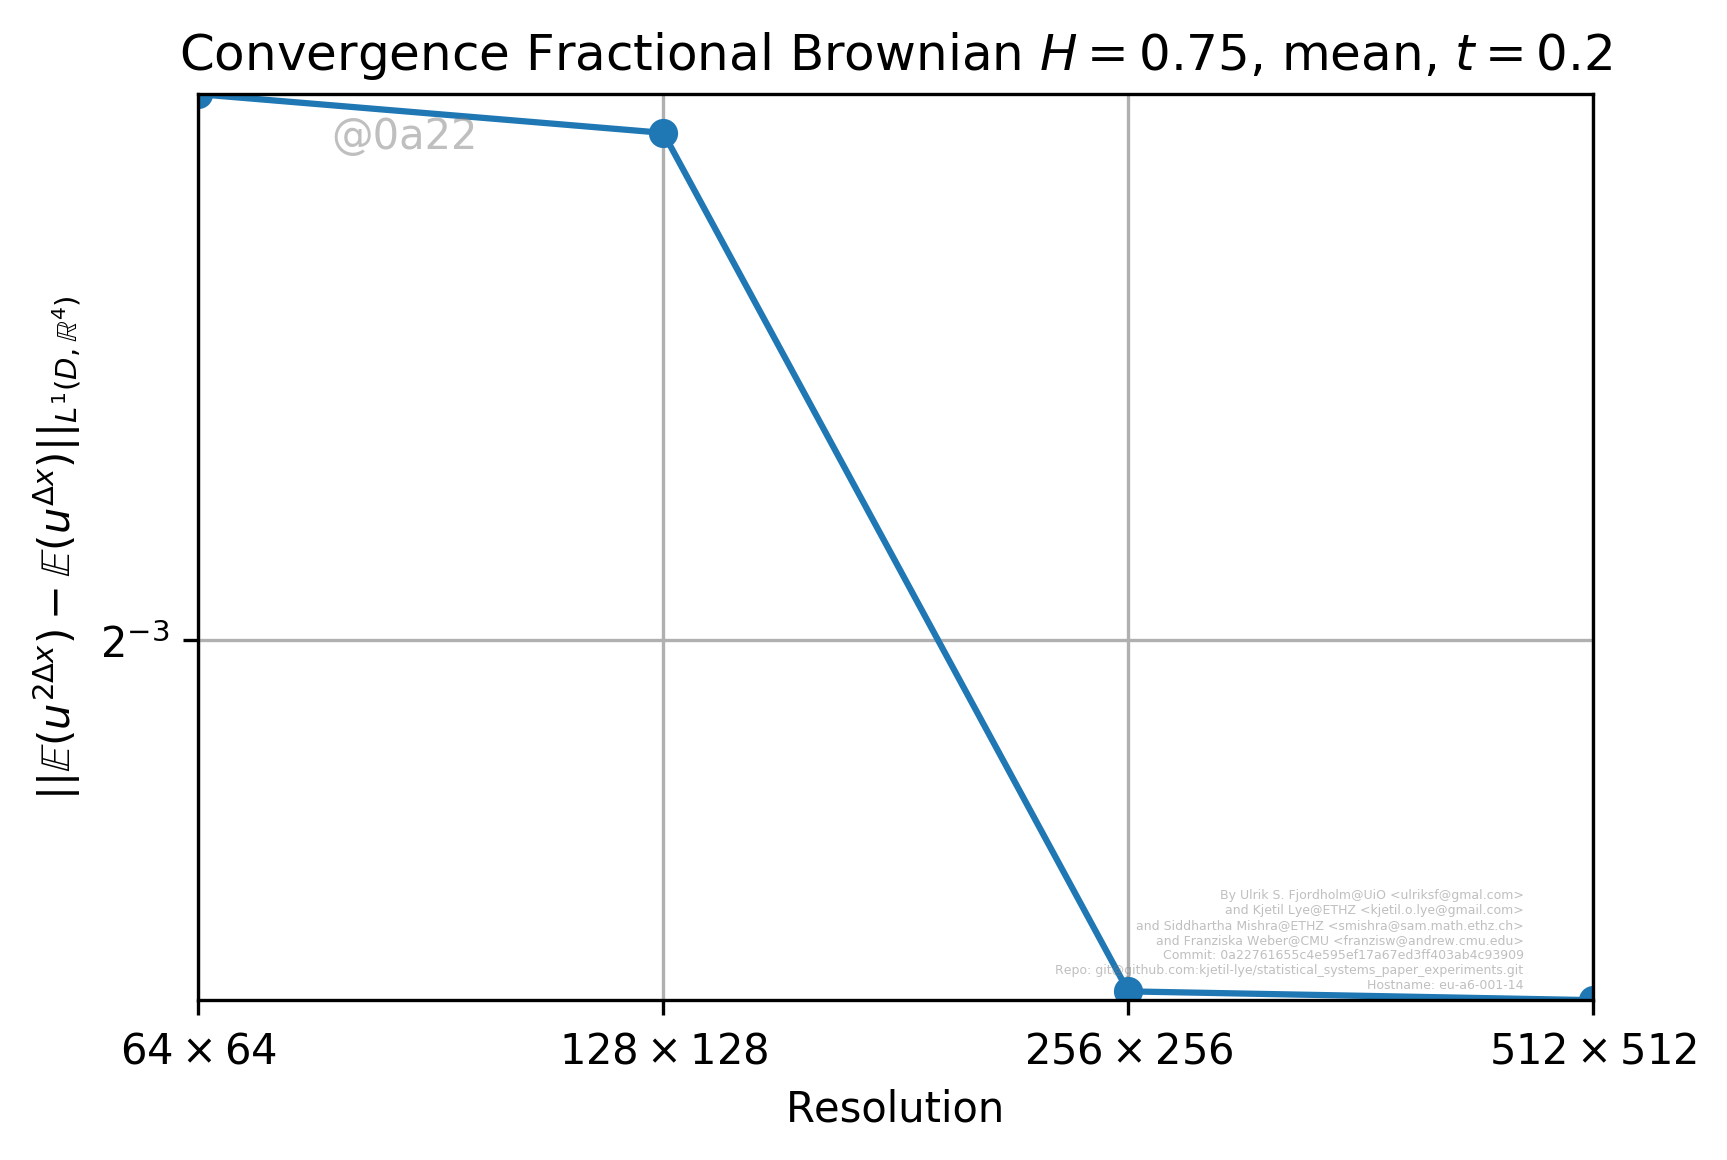 Convergence Fractional Brownian H = 0.75, mean, t = 0.2
@0a22
||𝔼(u^{2Δx}) − 𝔼(u^{Δx})||_{L^1(D, ℝ^4)}
2^{−3}
By Ulrik S. Fjordholm@UiO <ulriksf@gmal.com>
and Kjetil Lye@ETHZ <kjetil.o.lye@gmail.com>
and Siddhartha Mishra@ETHZ <smishra@sam.math.ethz.ch>
and Franziska Weber@CMU <franzisw@andrew.cmu.edu>
Commit: 0a22761655c4e595ef17a67ed3ff403ab4c93909
Repo: git@github.com:kjetil-lye/statistical_systems_paper_experiments.git
Hostname: eu-a6-001-14
64 × 64 128 × 128 256 × 256 512 × 512
Resolution